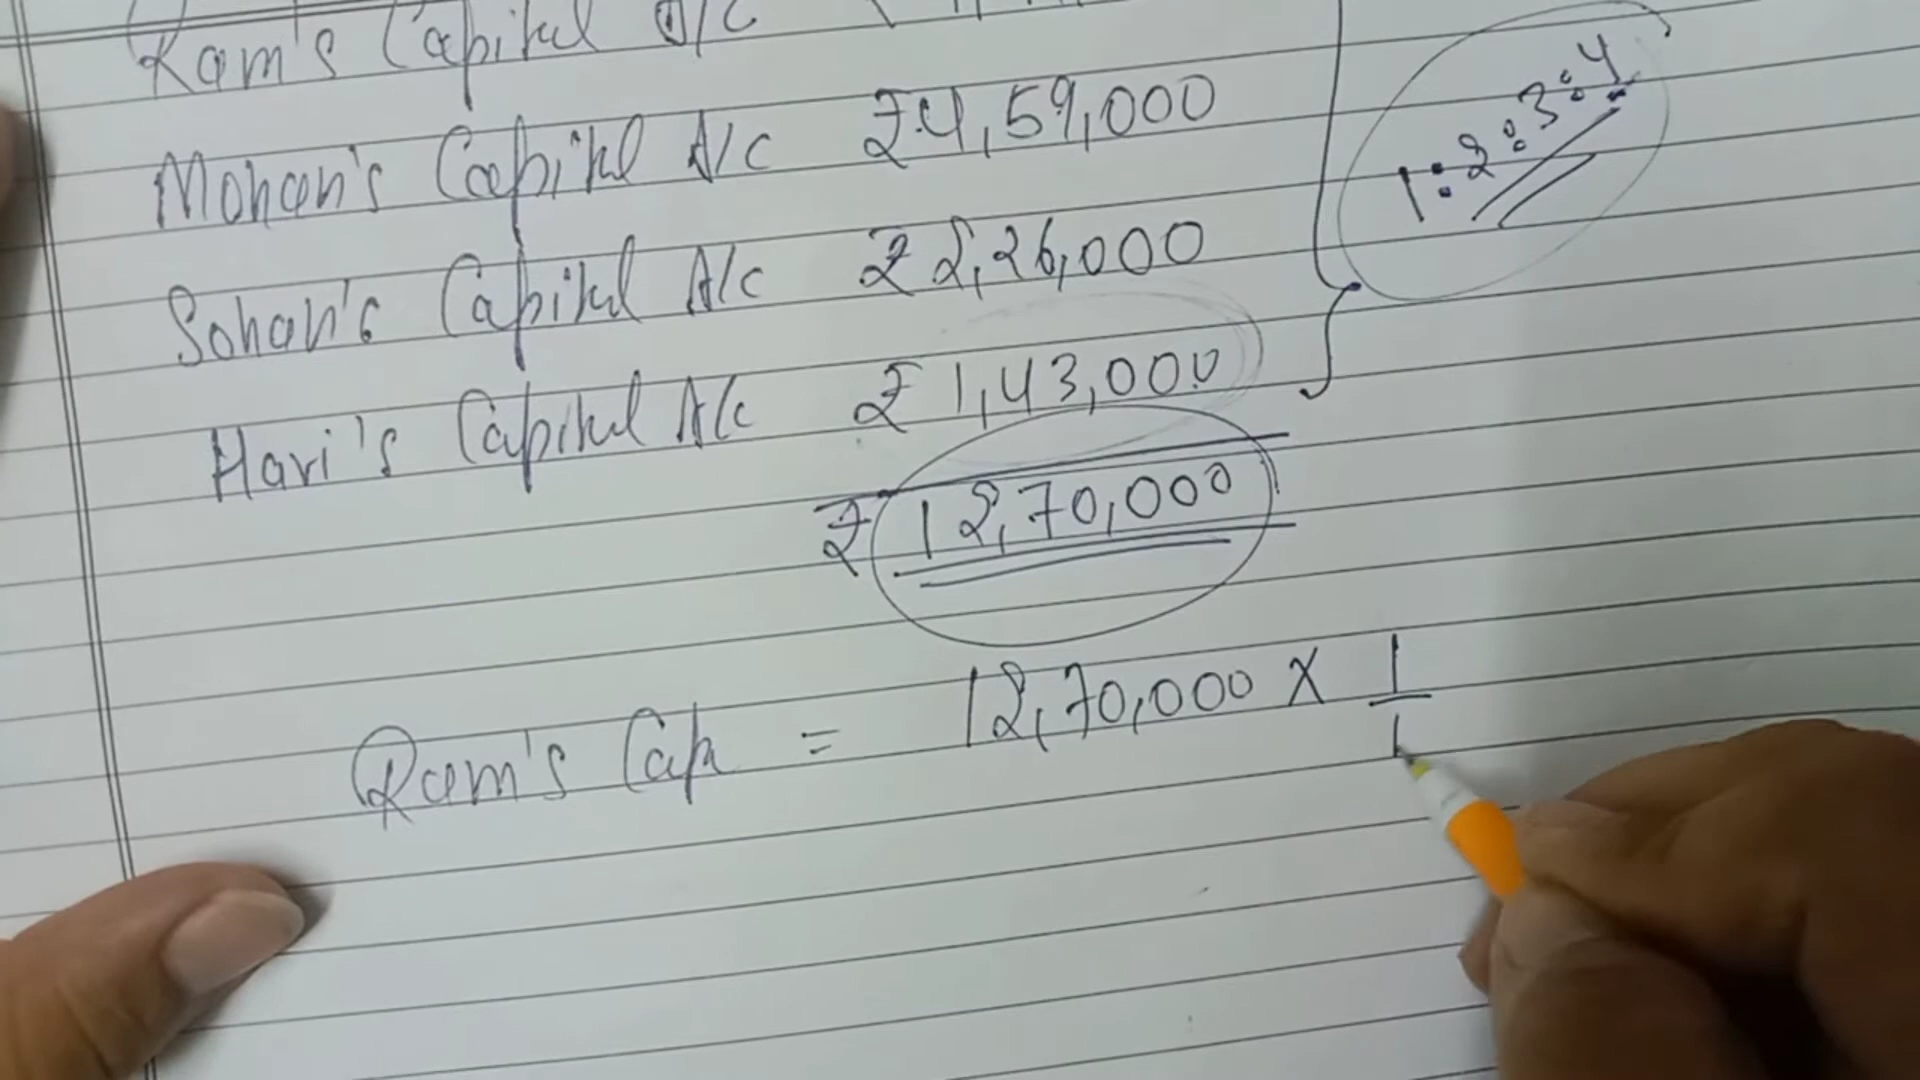 Ram's Capital A/c
Mohan's Capital A/c ₹4,59,000
Sohan's Capital A/c ₹2,26,000
Hari's Capital A/c ₹1,43,000
₹12,70,000
1:2:3:4
Ram's Cap = 12,70,000 × 1/1